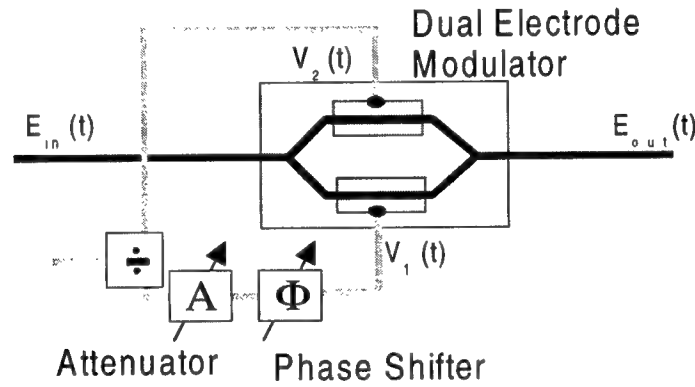 Dual Electrode
Modulator
V2 (t)
Ein (t)
Eout (t)
÷
A
Φ
V1 (t)
Attenuator
Phase Shifter